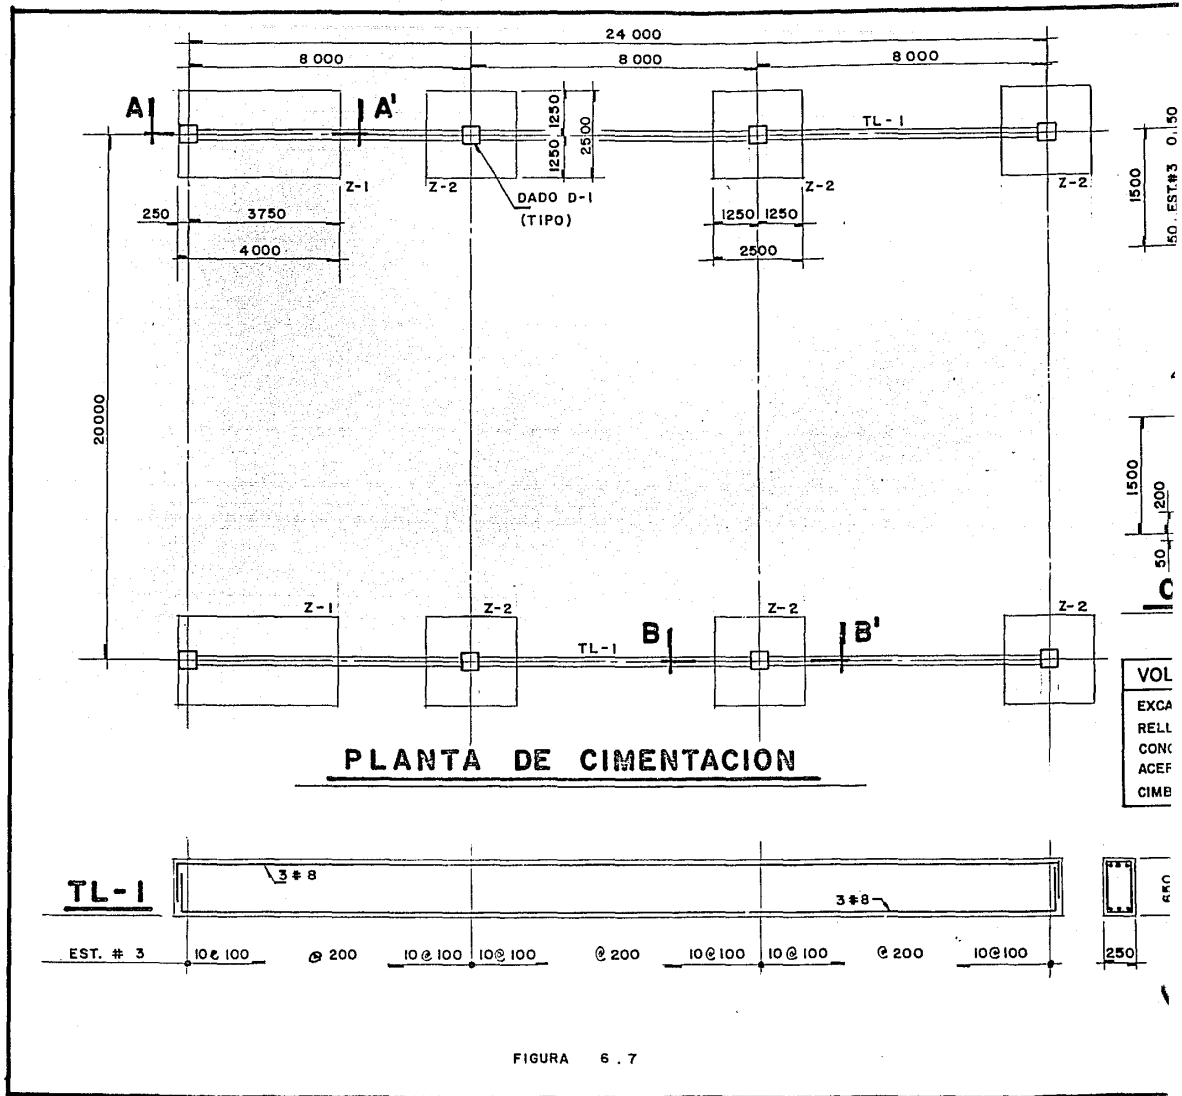 24 000
8 000
8 000
8 000
A
A'
1250
1250
2500
TL-1
Z-1
Z-2
Z-2
Z-2
DADO D-1
(TIPO)
250
3750
4000
1250
1250
2500
1500
50. EST.#3 0,50
20000
1500
200
50
Z-1
Z-2
Z-2
Z-2
TL-1
B
B'
C
PLANTA DE CIMENTACION
VOL
EXCA
RELL
CONC
ACER
CIMB
TL-1
3#8
3#8
EST. # 3
10@100
@ 200
10@100
10@100
@ 200
10@100
10@100
@ 200
10@100
250
FIGURA 6.7